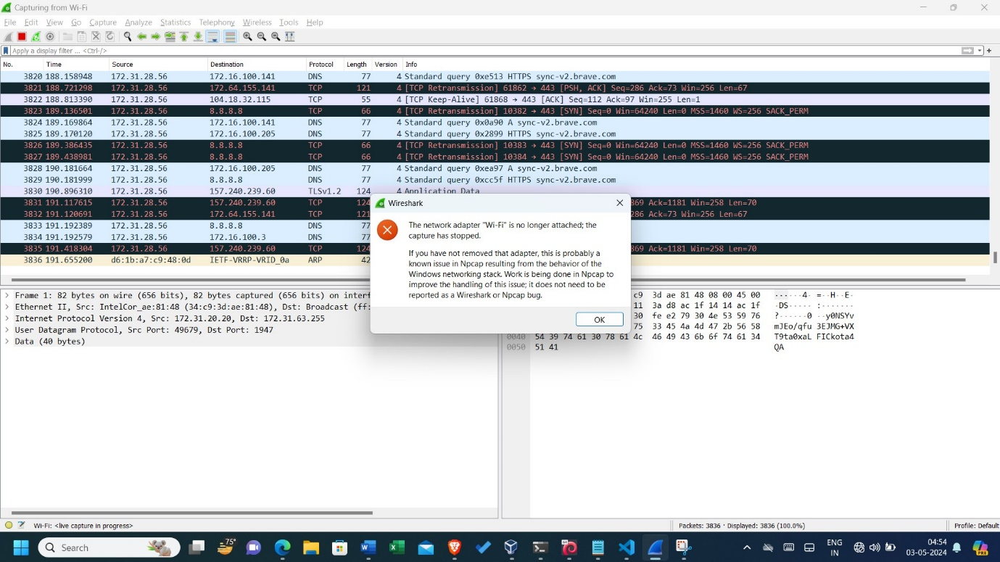 Capturing from Wi-Fi
File Edit View Go Capture Analyze Statistics Telephony Wireless Tools Help
Apply a display filter ... <Ctrl-/>
No. Time Source Destination Protocol Length Version Info
3820 188.158948 172.31.28.56 172.16.100.141 DNS 77 4 Standard query 0xe513 HTTPS sync-v2.brave.com
3821 188.721298 172.31.28.56 172.64.155.141 TCP 121 4 [TCP Retransmission] 61862 → 443 [PSH, ACK] Seq=286 Ack=73 Win=256 Len=67
3822 188.813390 172.31.28.56 104.18.32.115 TCP 55 4 [TCP Keep-Alive] 61868 → 443 [ACK] Seq=112 Ack=97 Win=255 Len=1
3823 189.136501 172.31.28.56 8.8.8.8 TCP 66 4 [TCP Retransmission] 10382 → 443 [SYN] Seq=0 Win=64240 Len=0 MSS=1460 WS=256 SACK_PERM
3824 189.169864 172.31.28.56 172.16.100.141 DNS 77 4 Standard query 0x0a90 A sync-v2.brave.com
3825 189.170120 172.31.28.56 172.16.100.205 DNS 77 4 Standard query 0x2899 HTTPS sync-v2.brave.com
3826 189.386435 172.31.28.56 8.8.8.8 TCP 66 4 [TCP Retransmission] 10383 → 443 [SYN] Seq=0 Win=64240 Len=0 MSS=1460 WS=256 SACK_PERM
3827 189.438981 172.31.28.56 8.8.8.8 TCP 66 4 [TCP Retransmission] 10384 → 443 [SYN] Seq=0 Win=64240 Len=0 MSS=1460 WS=256 SACK_PERM
3828 190.181664 172.31.28.56 172.16.100.205 DNS 77 4 Standard query 0xea97 A sync-v2.brave.com
3829 190.181999 172.31.28.56 8.8.8.8 DNS 77 4 Standard query 0xcc5f HTTPS sync-v2.brave.com
3830 190.896310 172.31.28.56 157.240.239.60 TLSv1.2 124 4 Application Data
3831 191.117615 172.31.28.56 157.240.239.60 TCP 124 869 Ack=1181 Win=258 Len=70
3832 191.120691 172.31.28.56 172.64.155.141 TCP 121 286 Ack=73 Win=256 Len=67
3833 191.192389 172.31.28.56 8.8.8.8 DNS 77
3834 191.192579 172.31.28.56 172.16.100.3 DNS 77
3835 191.418304 172.31.28.56 157.240.239.60 TCP 124 869 Ack=1181 Win=258 Len=70
3836 191.655200 d6:1b:a7:c9:48:0d IETF-VRRP-VRID_0a ARP 42
Wireshark
The network adapter "Wi-Fi" is no longer attached; the
capture has stopped.
If you have not removed that adapter, this is probably a
known issue in Npcap resulting from the behavior of the
Windows networking stack. Work is being done in Npcap to
improve the handling of this issue; it does not need to be
reported as a Wireshark or Npcap bug.
OK
Frame 1: 82 bytes on wire (656 bits), 82 bytes captured (656 bits) on interf
Ethernet II, Src: IntelCor_ae:81:48 (34:c9:3d:ae:81:48), Dst: Broadcast (ff:
Internet Protocol Version 4, Src: 172.31.20.20, Dst: 172.31.63.255
User Datagram Protocol, Src Port: 49679, Dst Port: 1947
Data (40 bytes)
c9 3d ae 81 48 08 00 45 00 ······4· =··H··E·
11 3a d8 ac 1f 14 14 ac 1f ·DS····· ········
30 fe e2 79 30 4e 53 59 76 ?······0 ··y0NSYv
75 33 45 4a 4d 47 2b 56 58 mJEo/qfu 3EJMG+VX
0040 54 39 74 61 30 78 61 4c 46 49 43 6b 6f 74 61 34 T9ta0xaL FICkota4
0050 51 41 QA
Wi-Fi: <live capture in progress> Packets: 3836 · Displayed: 3836 (100.0%) Profile: Default
Search 75° ENG IN 04:54 03-05-2024 PRE